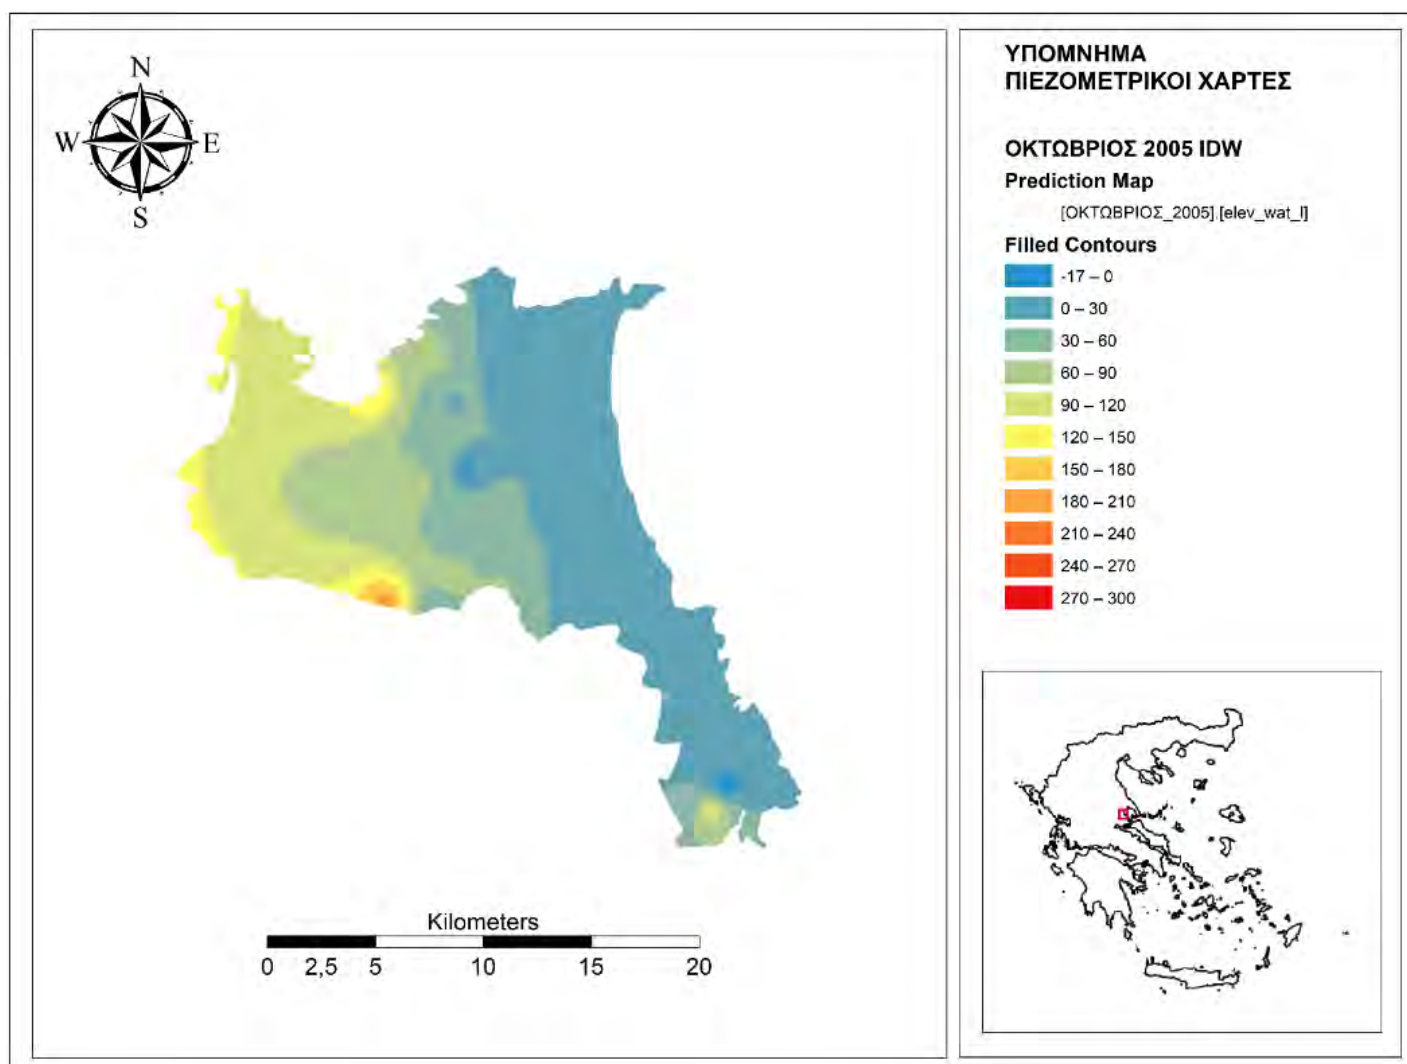 N
W E
S
Kilometers
0 2,5 5 10 15 20
ΥΠΟΜΝΗΜΑ
ΠΙΕΖΟΜΕΤΡΙΚΟΙ ΧΑΡΤΕΣ
ΟΚΤΩΒΡΙΟΣ 2005 IDW
Prediction Map
[ΟΚΤΩΒΡΙΟΣ_2005].[elev_wat_l]
Filled Contours
-17 – 0
0 – 30
30 – 60
60 – 90
90 – 120
120 – 150
150 – 180
180 – 210
210 – 240
240 – 270
270 – 300